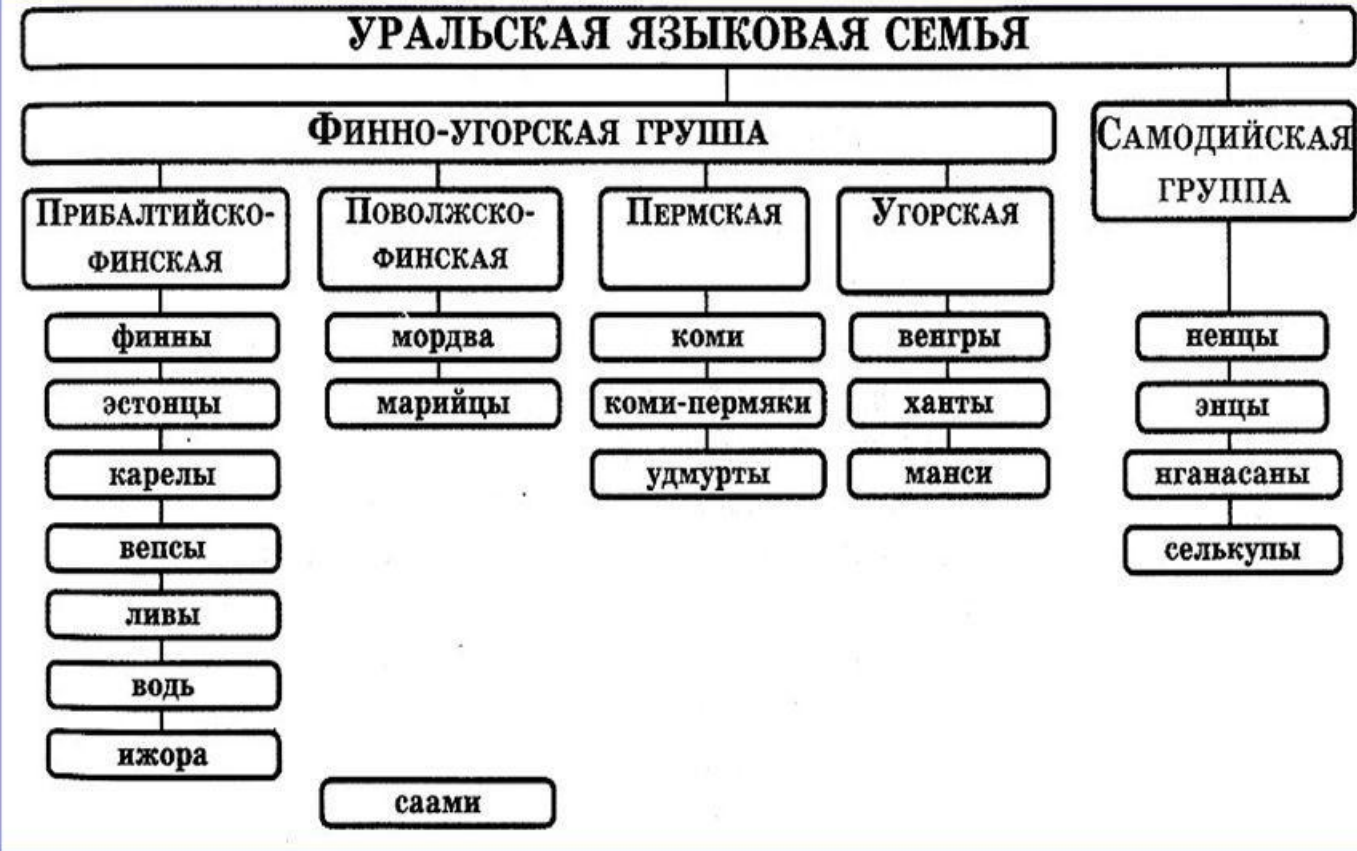 УРАЛЬСКАЯ ЯЗЫКОВАЯ СЕМЬЯ
ФИННО-УГОРСКАЯ ГРУППА
САМОДИЙСКАЯ
ГРУППА
ПРИБАЛТИЙСКО-
ФИНСКАЯ
ПОВОЛЖСКО-
ФИНСКАЯ
ПЕРМСКАЯ
УГОРСКАЯ
финны
эстонцы
карелы
вепсы
ливы
водь
ижора
мордва
марийцы
саами
коми
коми-пермяки
удмурты
венгры
ханты
манси
ненцы
энцы
нганасаны
селькупы